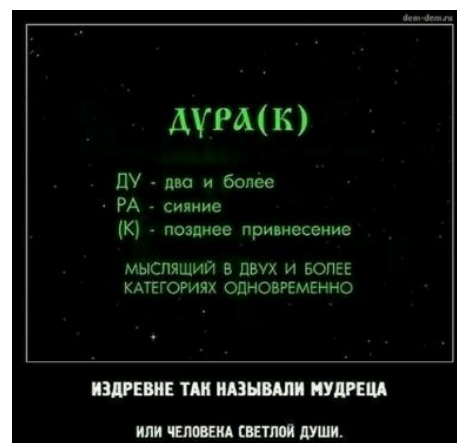 dem-dem.ru
ДУРА(К)
ДУ - два и более
РА - сияние
(К) - позднее привнесение
МЫСЛЯЩИЙ В ДВУХ И БОЛЕЕ
КАТЕГОРИЯХ ОДНОВРЕМЕННО
ИЗДРЕВНЕ ТАК НАЗЫВАЛИ МУДРЕЦА
ИЛИ ЧЕЛОВЕКА СВЕТЛОЙ ДУШИ.